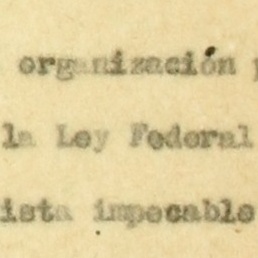 organización p
la Ley Federal
ista impecable